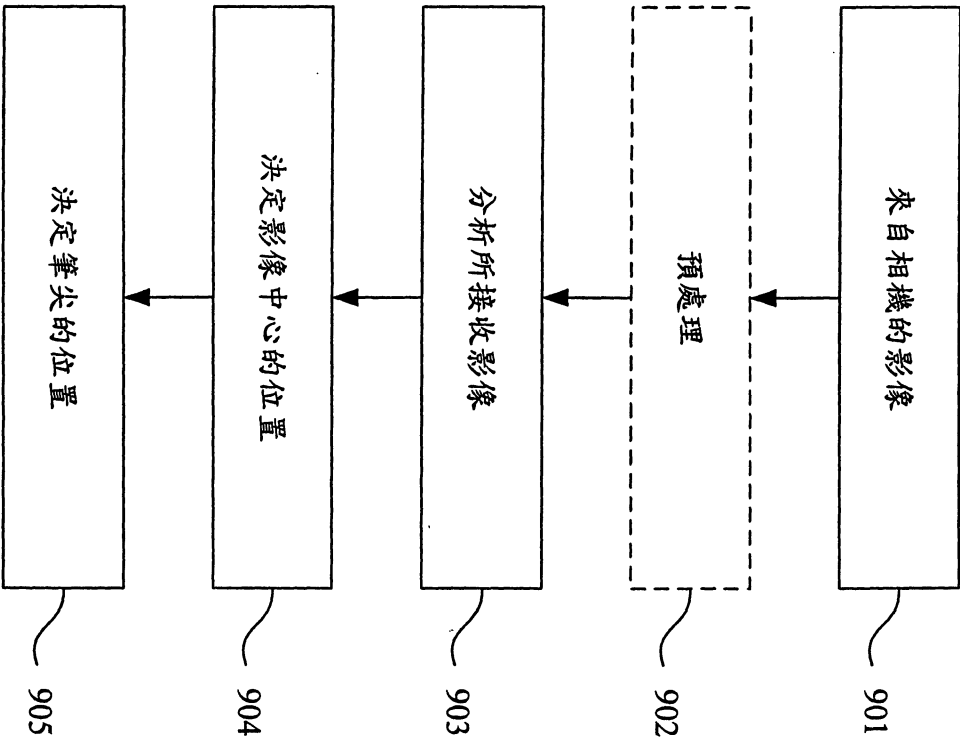 來自相機的影像
901
預處理
902
分析所接收影像
903
決定影像中心的位置
904
決定筆尖的位置
905